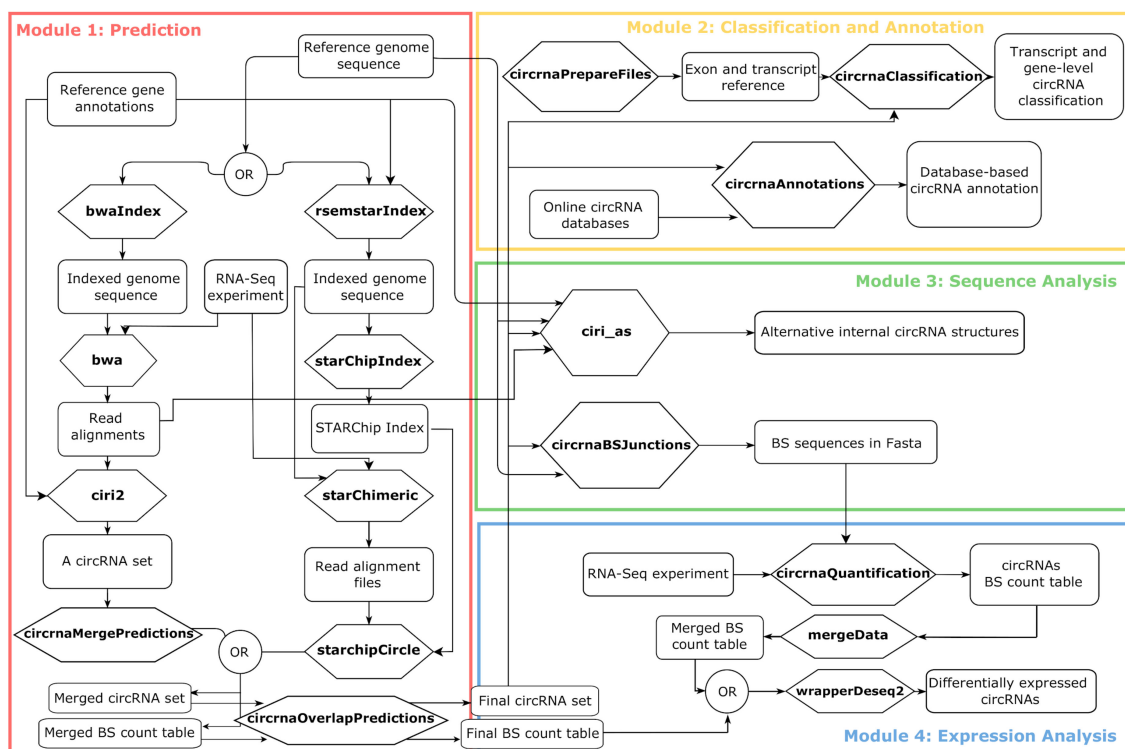 Module 1: Prediction
Reference genome
sequence
Reference gene
annotations
OR
bwaIndex
rsemstarIndex
Indexed genome
sequence
RNA-Seq
experiment
Indexed genome
sequence
bwa
starChipIndex
Read
alignments
STARChip Index
ciri2
starChimeric
A circRNA set
Read alignment
files
circrnaMergePredictions
OR
starchipCircle
Merged circRNA set
circrnaOverlapPredictions
Final circRNA set
Merged BS count table
Final BS count table
Module 2: Classification and Annotation
circrnaPrepareFiles
Exon and transcript
reference
circrnaClassification
Transcript and
gene-level
circRNA
classification
circrnaAnnotations
Database-based
circRNA annotation
Online circRNA
databases
Module 3: Sequence Analysis
ciri_as
Alternative internal circRNA structures
circrnaBSJunctions
BS sequences in Fasta
RNA-Seq experiment
circrnaQuantification
circRNAs
BS count table
Merged BS
count table
mergeData
OR
wrapperDeseq2
Differentially expressed
circRNAs
Module 4: Expression Analysis